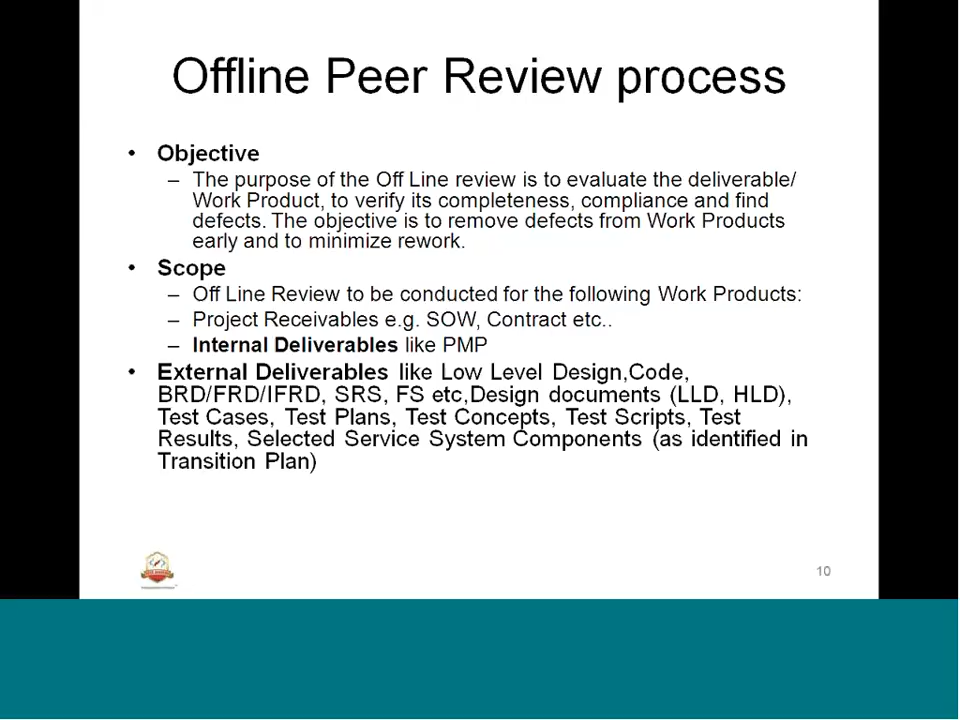 Offline Peer Review process
• Objective
– The purpose of the Off Line review is to evaluate the deliverable/
Work Product, to verify its completeness, compliance and find
defects. The objective is to remove defects from Work Products
early and to minimize rework.
• Scope
– Off Line Review to be conducted for the following Work Products:
– Project Receivables e.g. SOW, Contract etc..
– Internal Deliverables like PMP
• External Deliverables like Low Level Design,Code,
BRD/FRD/IFRD, SRS, FS etc,Design documents (LLD, HLD),
Test Cases, Test Plans, Test Concepts, Test Scripts, Test
Results, Selected Service System Components (as identified in
Transition Plan)
10